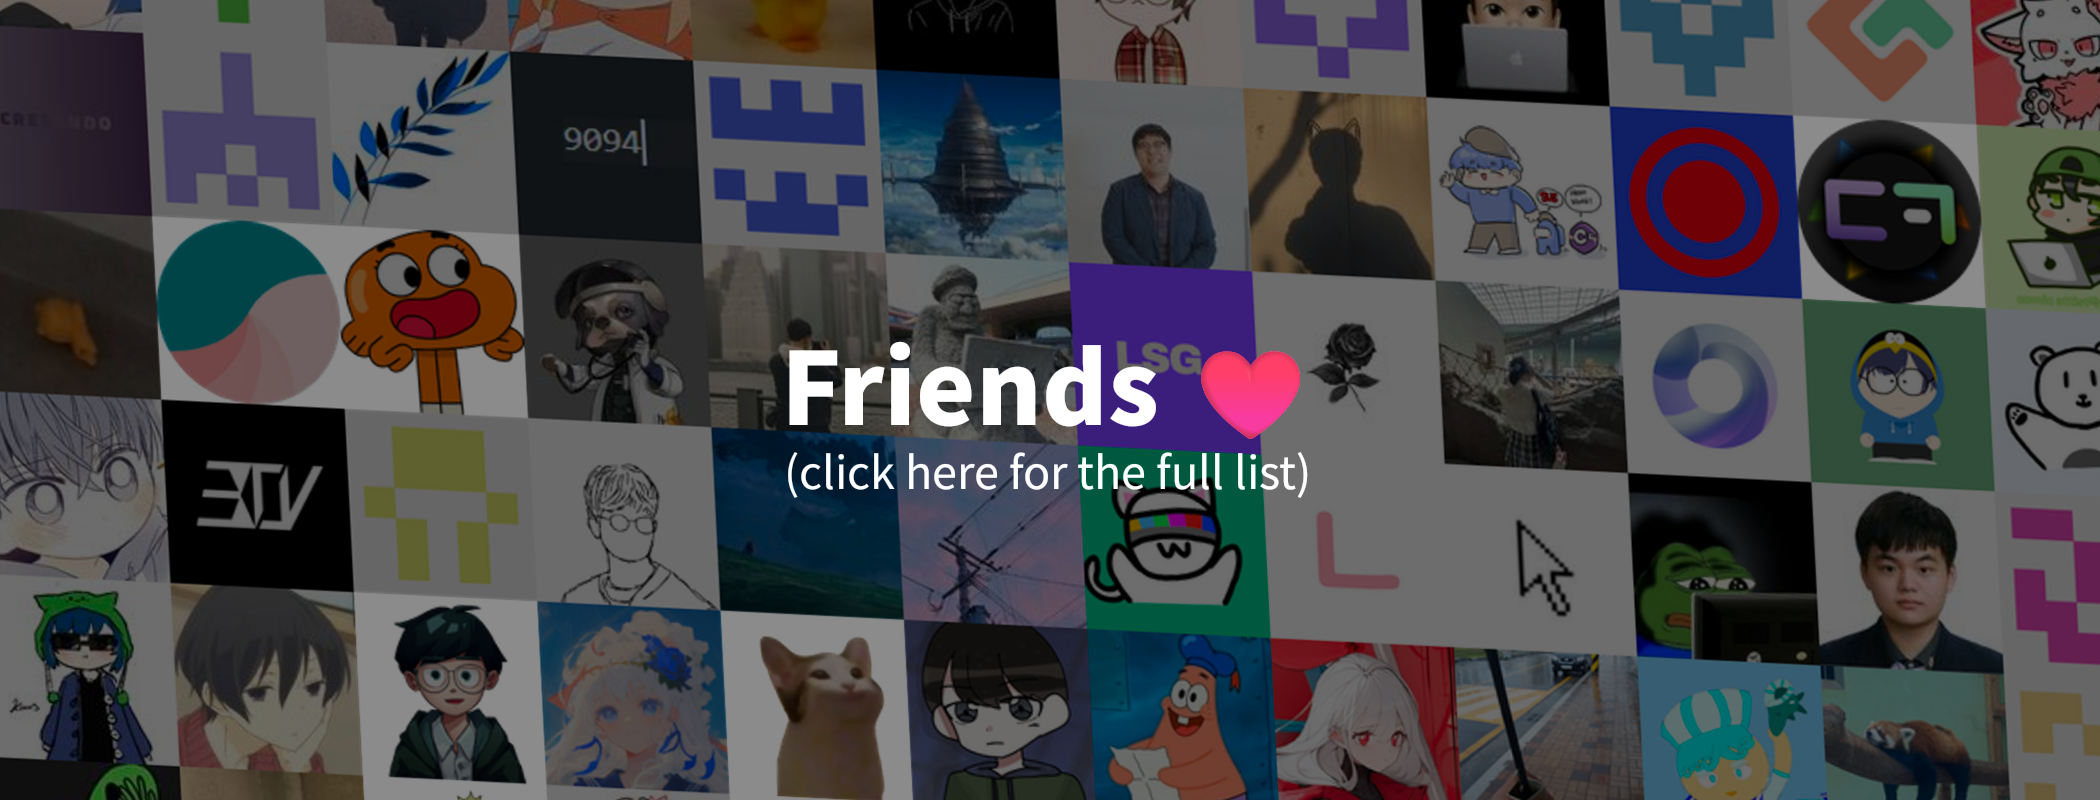 9094
LSG
Friends ❤️
(click here for the full list)